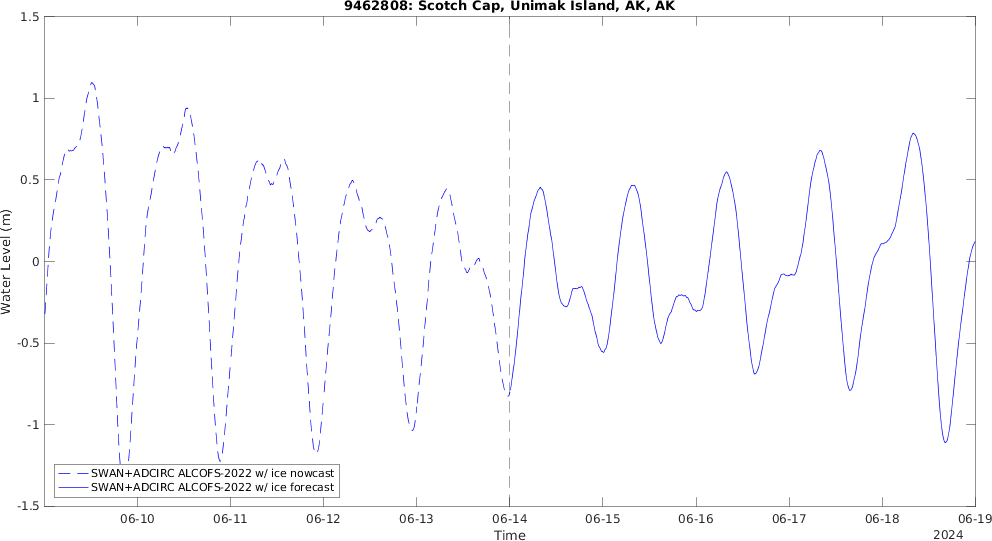 9462808: Scotch Cap, Unimak Island, AK, AK
1.5
1
0.5
0
-0.5
-1
-1.5
Water Level (m)
SWAN+ADCIRC ALCOFS-2022 w/ ice nowcast
SWAN+ADCIRC ALCOFS-2022 w/ ice forecast
06-10 06-11 06-12 06-13 06-14 06-15 06-16 06-17 06-18 06-19
Time
2024